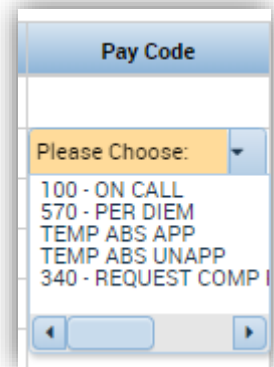 Pay Code
Please Choose:
100 - ON CALL
570 - PER DIEM
TEMP ABS APP
TEMP ABS UNAPP
340 - REQUEST COMP